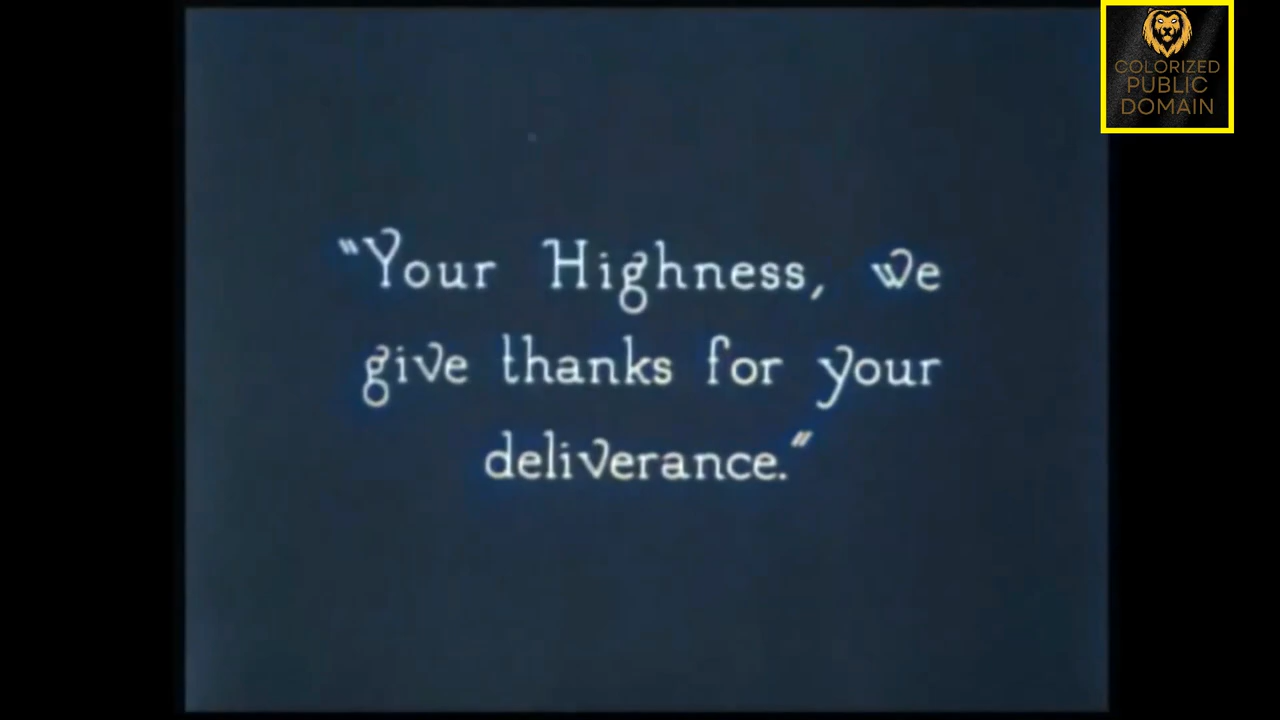 COLORIZED
PUBLIC
DOMAIN
"Your Highness, we
give thanks for your
deliverance."